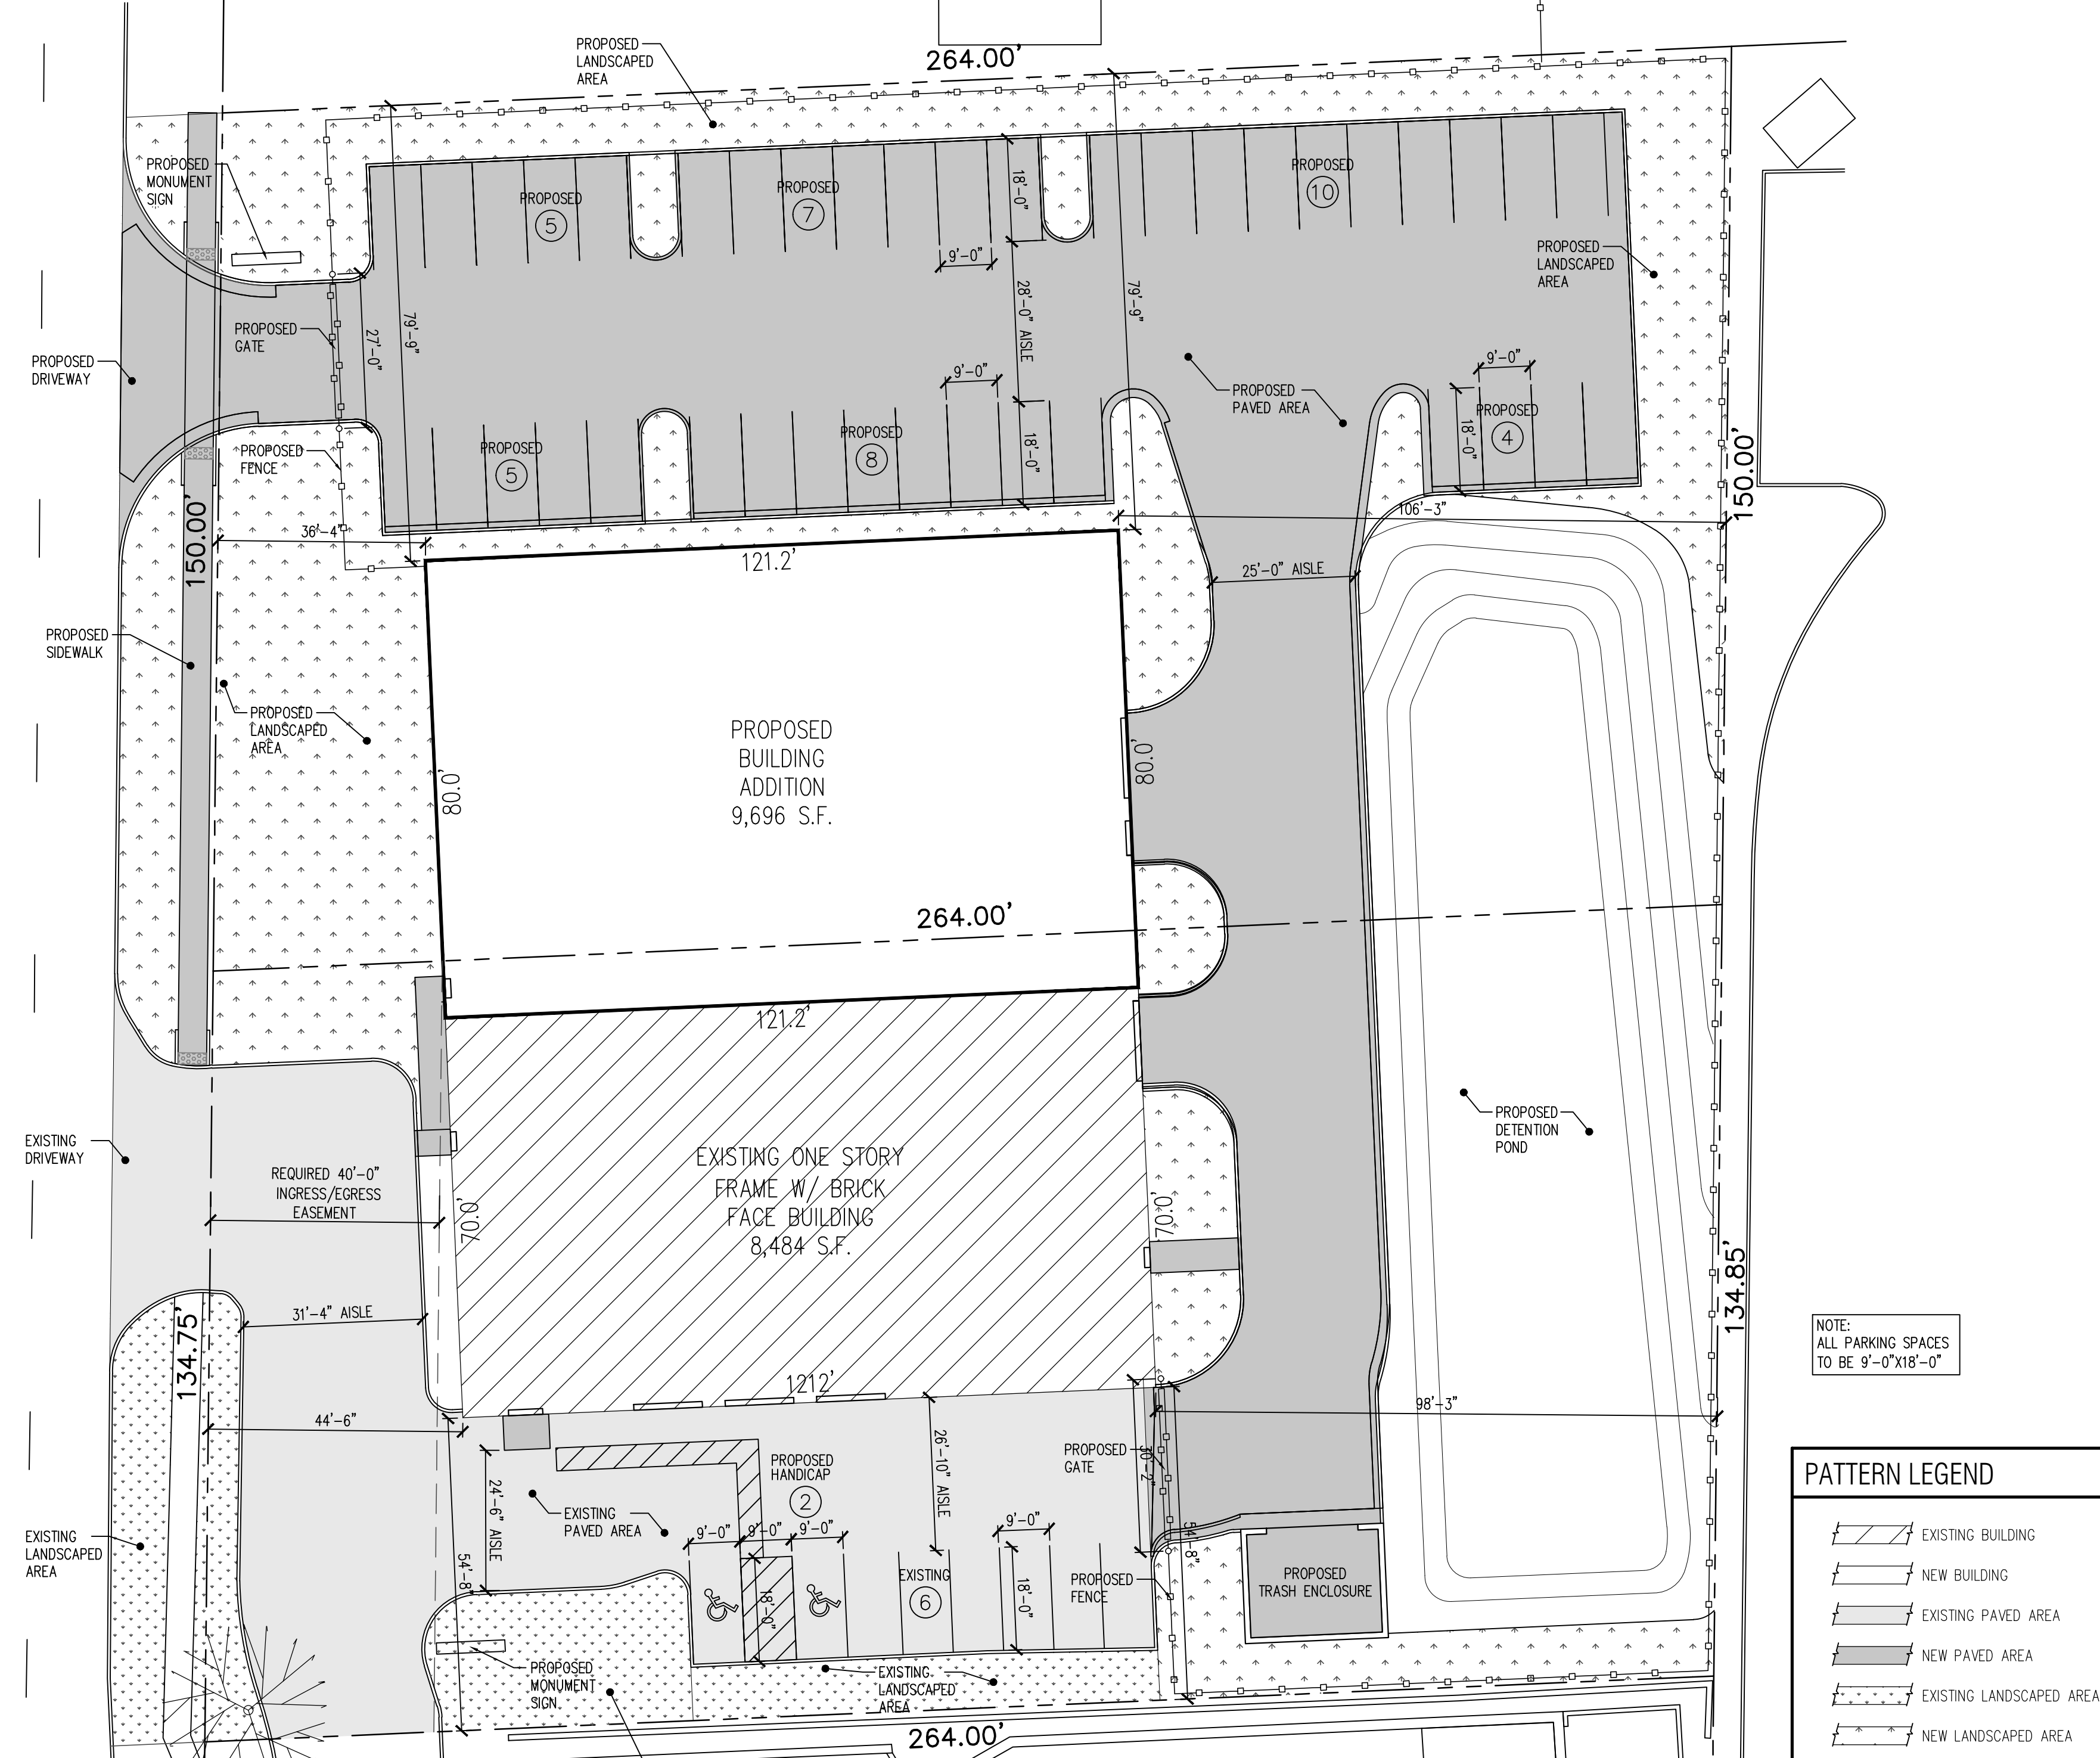 PROPOSED
LANDSCAPED
AREA
264.00'
PROPOSED
MONUMENT
SIGN
PROPOSED
5
PROPOSED
7
18'-0"
PROPOSED
10
9'-0"
PROPOSED
LANDSCAPED
AREA
PROPOSED
GATE
27'-0"
79'-9"
28'-0" AISLE
79'-9"
PROPOSED
DRIVEWAY
9'-0"
9'-0"
PROPOSED
PAVED AREA
PROPOSED
4
18'-0"
PROPOSED
FENCE
PROPOSED
5
PROPOSED
8
18'-0"
150.00'
150.00'
36'-4"
106'-3"
121.2'
25'-0" AISLE
PROPOSED
SIDEWALK
PROPOSED
LANDSCAPED
AREA
PROPOSED
BUILDING
ADDITION
9,696 S.F.
80.0'
80.0'
264.00'
121.2'
EXISTING
DRIVEWAY
REQUIRED 40'-0"
INGRESS/EGRESS
EASEMENT
EXISTING ONE STORY
FRAME W/ BRICK
FACE BUILDING
8,484 S.F.
70.0'
70.0'
PROPOSED
DETENTION
POND
31'-4" AISLE
134.75'
134.85'
NOTE:
ALL PARKING SPACES
TO BE 9'-0"X18'-0"
1212'
44'-6"
98'-3"
PROPOSED
GATE
30'-2"
26'-10" AISLE
PROPOSED
HANDICAP
2
24'-6" AISLE
EXISTING
PAVED AREA
9'-0"
9'-0"
9'-0"
9'-0"
EXISTING
LANDSCAPED
AREA
54'-8"
54'-8"
18'-0"
EXISTING
6
18'-0"
PROPOSED
FENCE
PROPOSED
TRASH ENCLOSURE
PROPOSED
MONUMENT
SIGN
EXISTING
LANDSCAPED
AREA
264.00'
PATTERN LEGEND
EXISTING BUILDING
NEW BUILDING
EXISTING PAVED AREA
NEW PAVED AREA
EXISTING LANDSCAPED AREA
NEW LANDSCAPED AREA